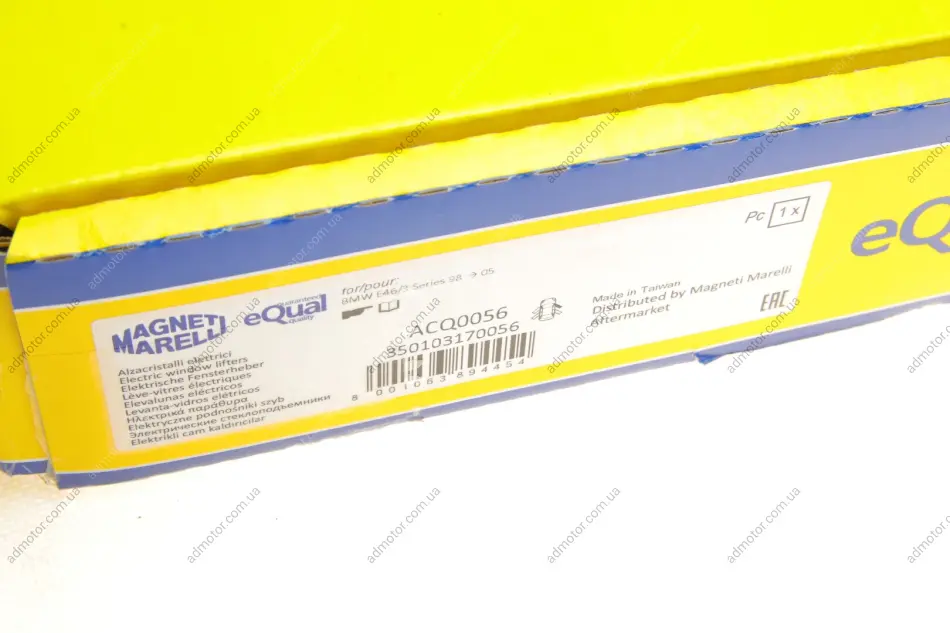 Pc 1 x
eQu
MAGNETI
MARELLI
Guaranteed
eQual
Quality
for/pour:
BMW E46/3 Series 98 → 05
ACQ0056
350103170056
8 001063 894454
Made in Taiwan
Distributed by Magneti Marelli
Aftermarket
EAC
Alzacristalli elettrici
Electric window lifters
Elektrische Fensterheber
Lève-vitres électriques
Elevalunas eléctricos
Levanta-vidros elétricos
Ηλεκτρικά παράθυρα
Elektryczne podnośniki szyb
Электрические стеклоподъемники
Elektrikli cam kaldırıcılar
admotor.com.ua